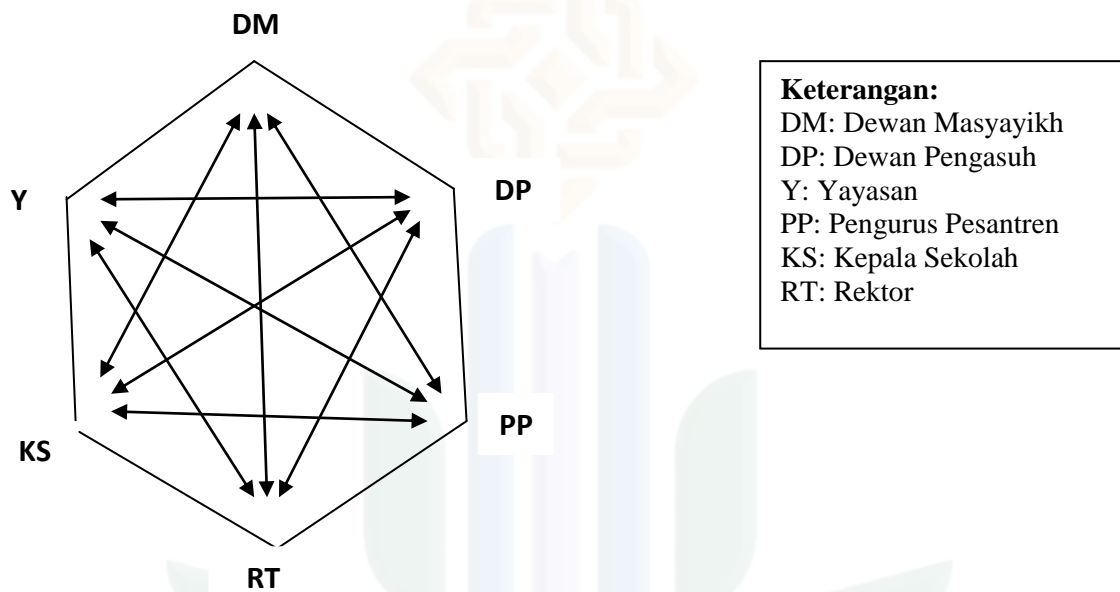 DM
Y
DP
KS
PP
RT
Keterangan:
DM: Dewan Masyayikh
DP: Dewan Pengasuh
Y: Yayasan
PP: Pengurus Pesantren
KS: Kepala Sekolah
RT: Rektor